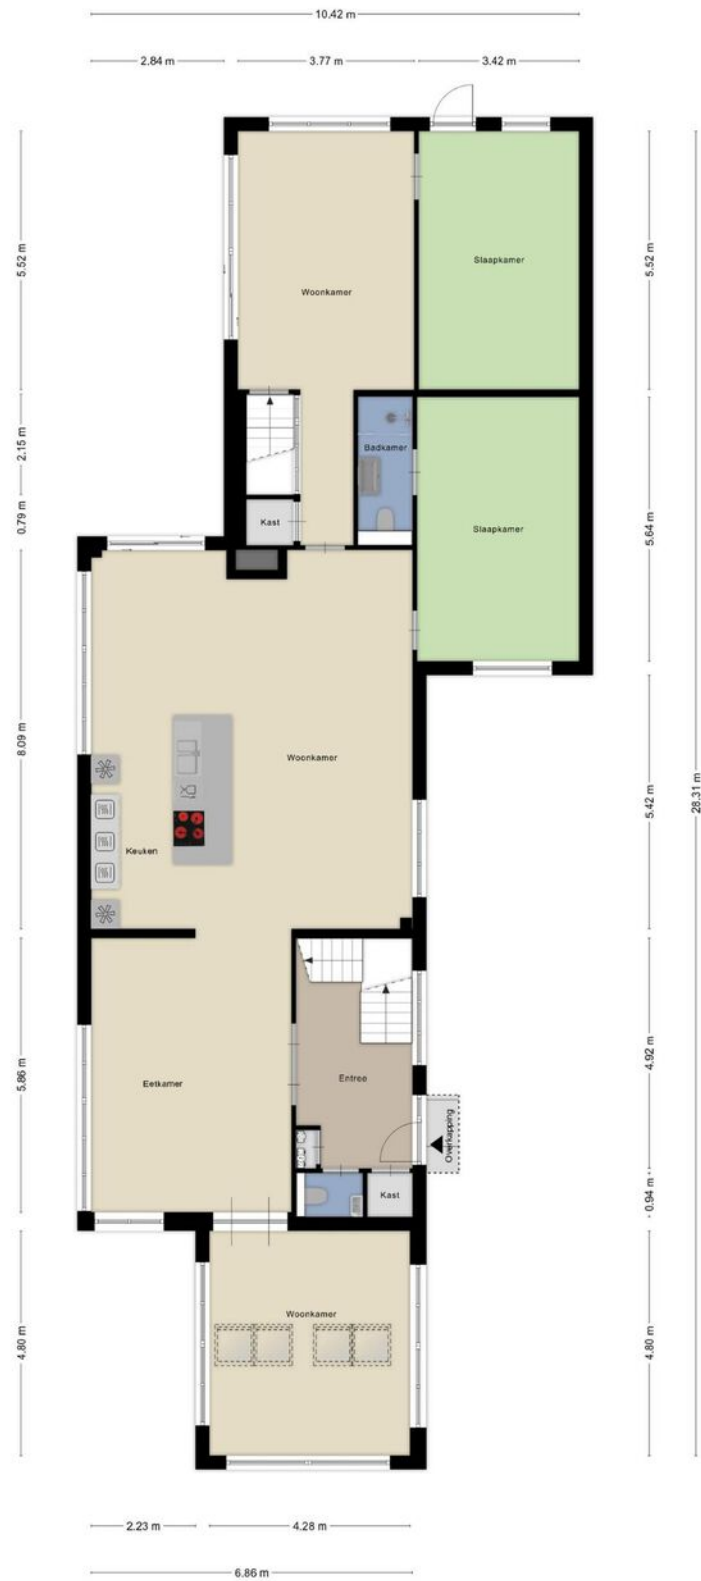 10.42 m
2.84 m
3.77 m
3.42 m
5.52 m
5.52 m
Slaapkamer
Woonkamer
2.15 m
Badkamer
0.79 m
Kast
Slaapkamer
5.64 m
8.09 m
Woonkamer
5.42 m
28.31 m
Keuken
5.86 m
Eetkamer
Entree
4.92 m
Overkapping
Kast
0.94 m
4.80 m
Woonkamer
4.80 m
2.23 m
4.28 m
6.86 m